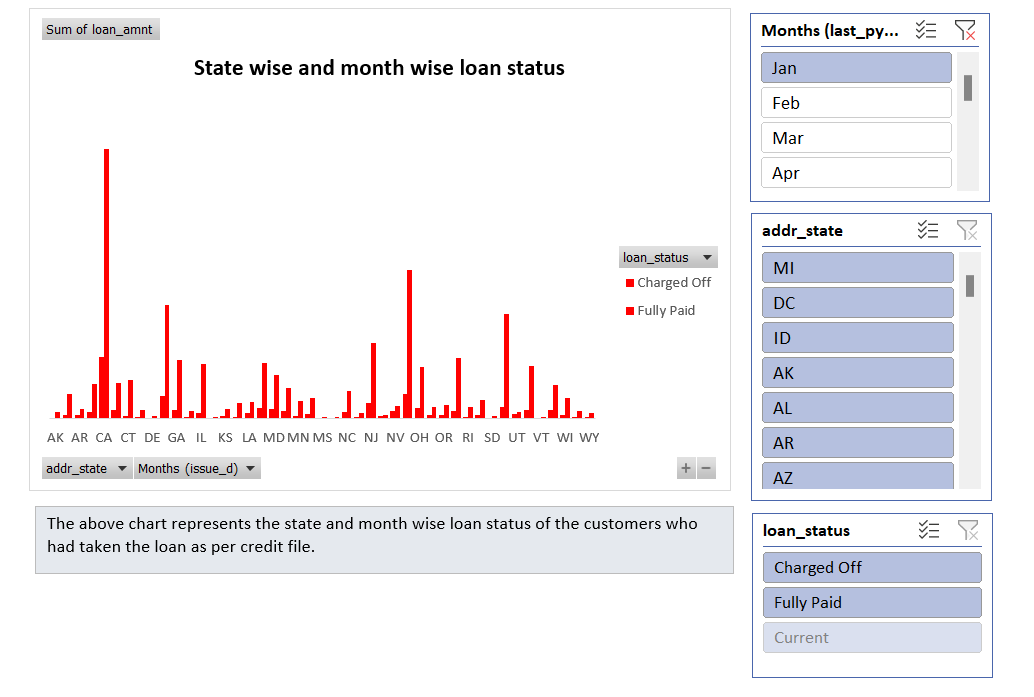 Sum of loan_amnt
State wise and month wise loan status
loan_status
Charged Off
Fully Paid
AK AR CA CT DE GA IL KS LA MD MN MS NC NJ NV OH OR RI SD UT VT WI WY
addr_state
Months (issue_d)
+ −
The above chart represents the state and month wise loan status of the customers who
had taken the loan as per credit file.
Months (last_py...
Jan
Feb
Mar
Apr
addr_state
MI
DC
ID
AK
AL
AR
AZ
loan_status
Charged Off
Fully Paid
Current